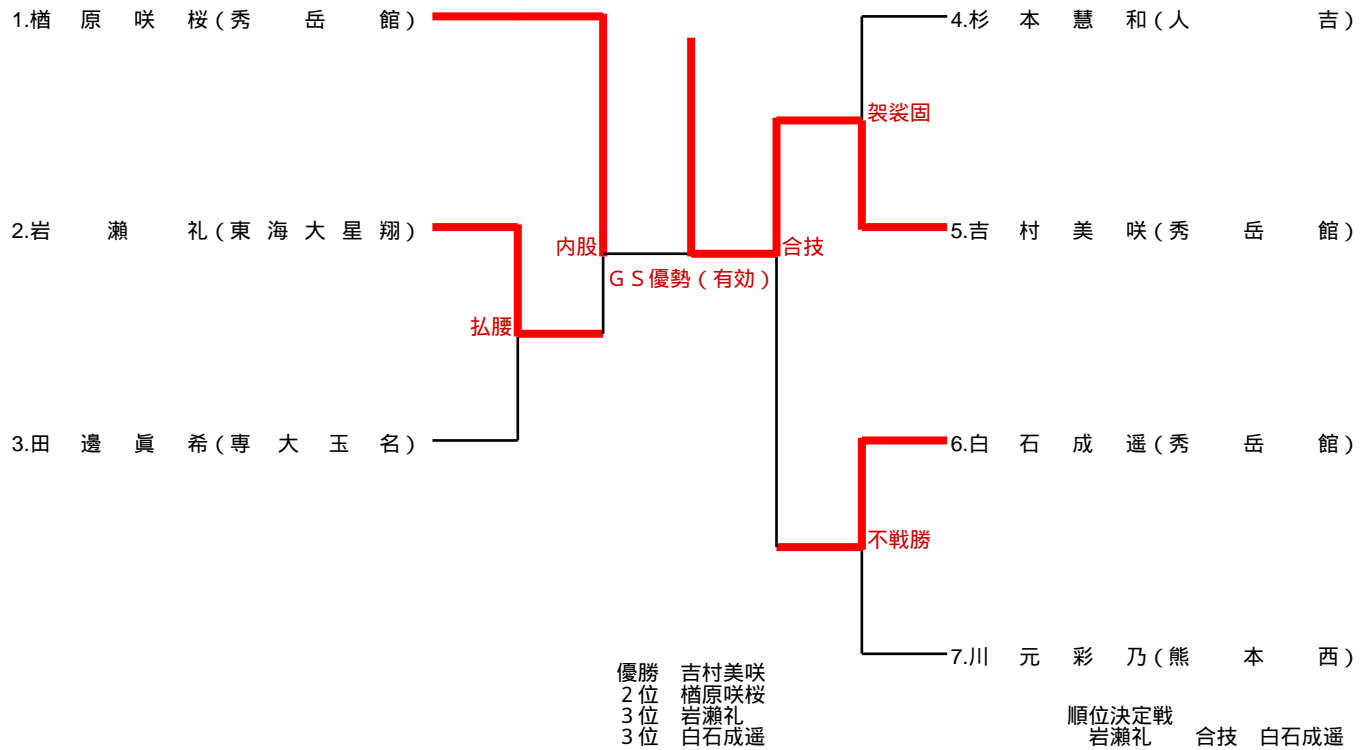 1.楢原咲桜(秀岳館)
2.岩瀬礼(東海大星翔)
3.田邊眞希(専大玉名)
内股
払腰
GS優勢(有効)
合技
袈裟固
不戦勝
4.杉本慧和(人吉)
5.吉村美咲(秀岳館)
6.白石成遥(秀岳館)
7.川元彩乃(熊本西)
優勝 吉村美咲
2位 楢原咲桜
3位 岩瀬礼
3位 白石成遥
順位決定戦
岩瀬礼 合技 白石成遥